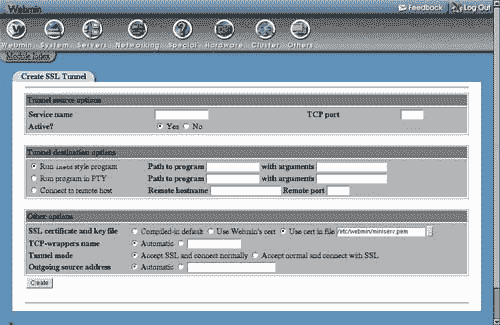 Webmin
Feedback Log Out
Webmin System Servers Networking Special Hardware Cluster Others
Module Index
Create SSL Tunnel
Tunnel source options
Service name TCP port
Active? Yes No
Tunnel destination options
Run inetd style program Path to program with arguments
Run program in PTY Path to program with arguments
Connect to remote host Remote hostname Remote port
Other options
SSL certificate and key file Compiled-in default Use Webmin's cert Use cert in file /etc/webmin/miniserv.pem
TCP-wrappers name Automatic
Tunnel mode Accept SSL and connect normally Accept normal and connect with SSL
Outgoing source address Automatic
Create